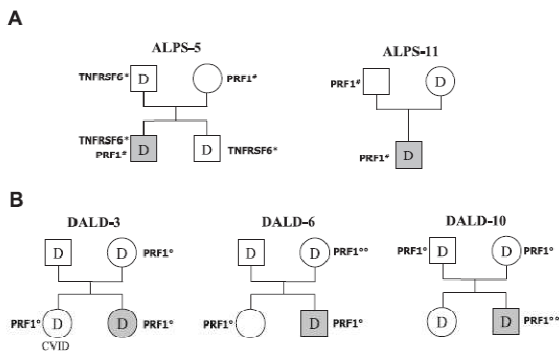 A
ALPS-5
ALPS-11
TNFRSF6* D PRF1#
PRF1# D
TNFRSF6* PRF1# D D TNFRSF6*
PRF1# D
B
DALD-3
DALD-6
DALD-10
D D PRF1°
D D PRF1°°
PRF1° D D PRF1°
PRF1° D D PRF1°
PRF1° D PRF1°
D D PRF1°°
CVID